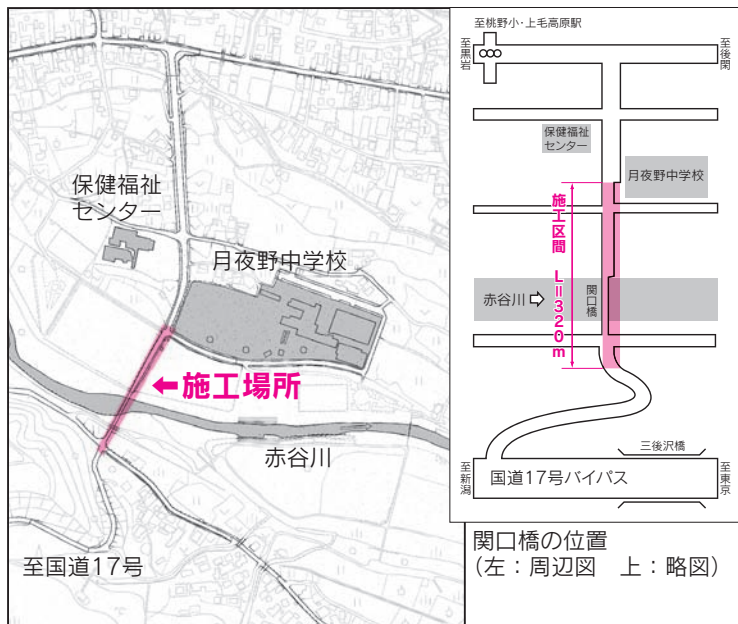 保健福祉
センター
月夜野中学校
←施工場所
赤谷川
至国道17号
至桃野小・上毛高原駅
至黒岩
至後閑
保健福祉
センター
月夜野中学校
施工区間 L=320m
赤谷川⇨
関口橋
三後沢橋
至新潟
国道17号バイパス
至東京
関口橋の位置
(左:周辺図 上:略図)